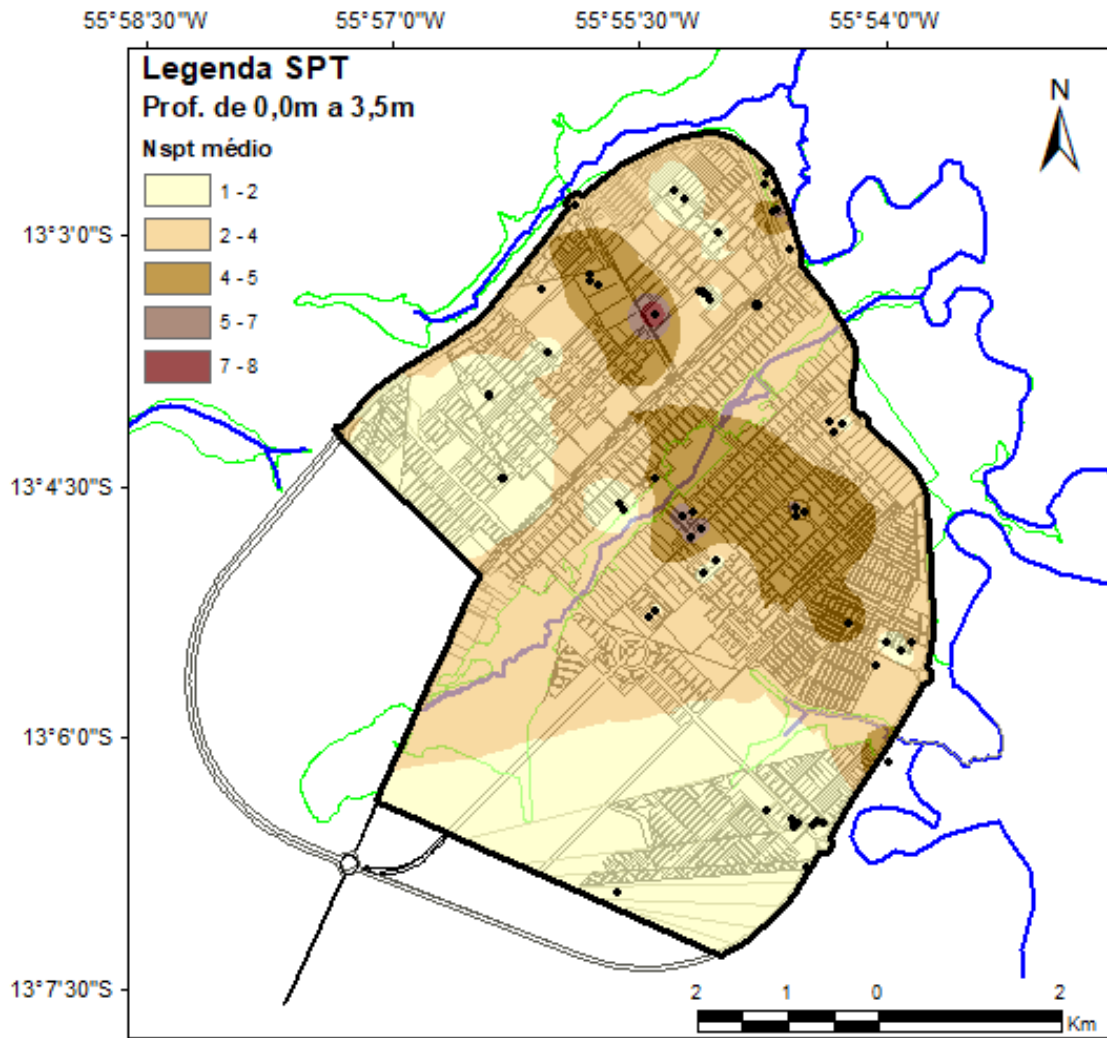 55°58'30"W 55°57'0"W 55°55'30"W 55°54'0"W
Legenda SPT
Prof. de 0,0m a 3,5m
Nspt médio
1 - 2
2 - 4
4 - 5
5 - 7
7 - 8
N
13°3'0"S
13°4'30"S
13°6'0"S
13°7'30"S
2 1 0 2
Km